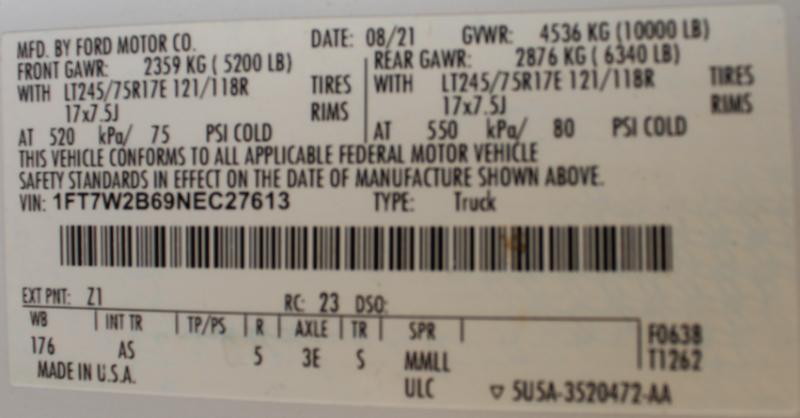 MFD. BY FORD MOTOR CO. DATE: 08/21 GVWR: 4536 KG (10000 LB)
FRONT GAWR: 2359 KG ( 5200 LB) REAR GAWR: 2876 KG ( 6340 LB)
WITH LT245/75R17E 121/118R TIRES WITH LT245/75R17E 121/118R TIRES
17x7.5J RIMS 17x7.5J RIMS
AT 520 kPa/ 75 PSI COLD AT 550 kPa/ 80 PSI COLD
THIS VEHICLE CONFORMS TO ALL APPLICABLE FEDERAL MOTOR VEHICLE
SAFETY STANDARDS IN EFFECT ON THE DATE OF MANUFACTURE SHOWN ABOVE.
VIN: 1FT7W2B69NEC27613 TYPE: Truck
EXT PNT: Z1 RC: 23 DSO:
WB INT TR TP/PS R AXLE TR SPR F0638
176 AS 5 3E S MMLL T1262
MADE IN U.S.A. ULC ▽ 5U5A-3520472-AA